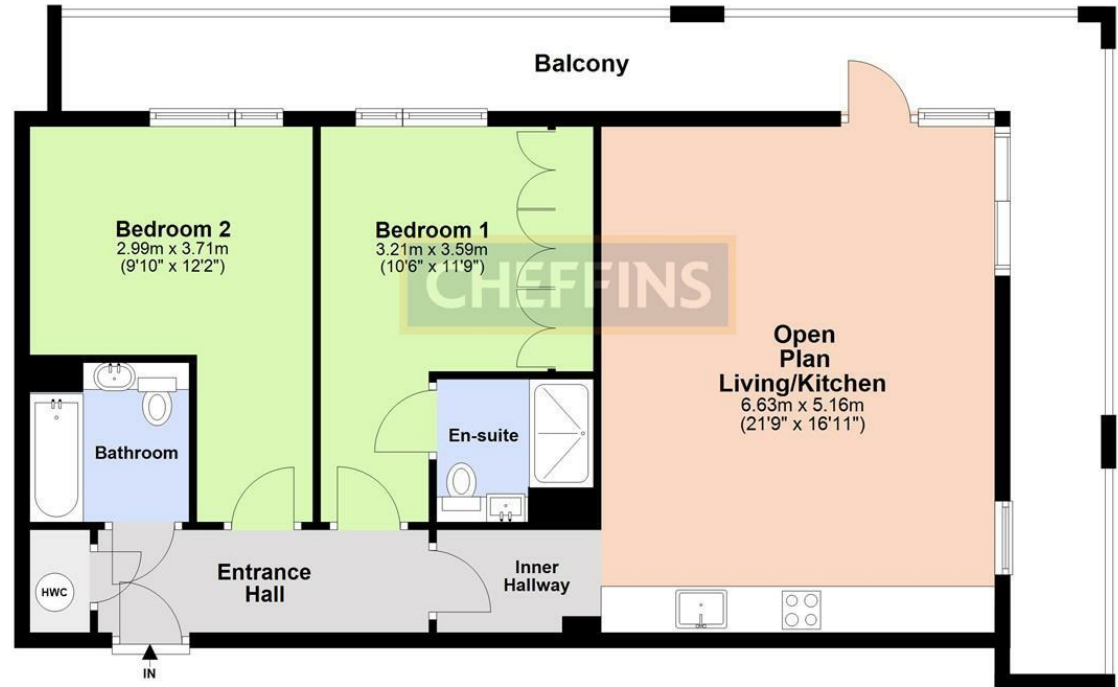 Balcony
Bedroom 2
2.99m x 3.71m
(9'10" x 12'2")
Bedroom 1
3.21m x 3.59m
(10'6" x 11'9")
CHEFFINS
Open
Plan
Living/Kitchen
6.63m x 5.16m
(21'9" x 16'11")
Bathroom
En-suite
HWC
Entrance
Hall
Inner
Hallway
IN